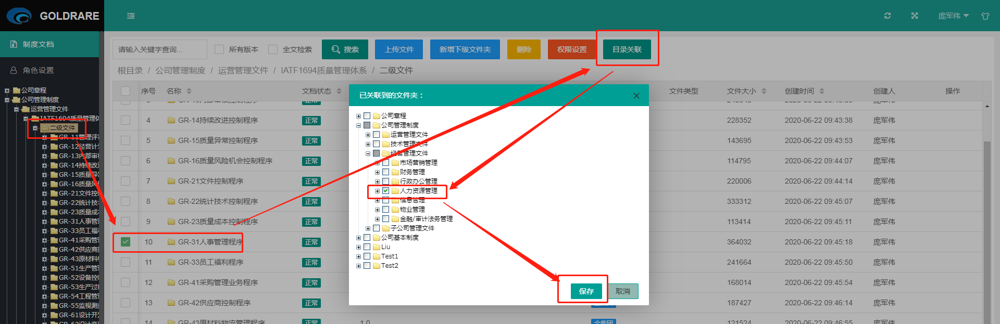 GOLDRARE
庞军伟
制度文档
角色设置
公司章程
公司管理制度
运营管理文件
IATF1694质量管理体
二级文件
GR-11管理评
GR-12经营计
GR-13内部审
GR-14持续改
GR-15质量异
GR-16质量风
GR-21文件控
GR-22统计技
GR-23质量成
GR-31人事管
GR-33员工福
GR-41采购管
GR-42供应商
GR-43原材料
GR-51生产管
GR-52设备控
GR-53生产过
GR-54工程管
GR-55监视测
GR-61设计开
请输入关键字查询...
所有版本
全文检索
搜索
上传文件
新增下级文件夹
删除
权限设置
目录关联
根目录 / 公司管理制度 / 运营管理文件 / IATF1694质量管理体系 / 二级文件
序号 名称 文档状态 文件类型 文件大小 创建时间 创建人 操作
4 GR-14持续改进控制程序 正常 228352 2020-06-22 09:43:38 庞军伟
5 GR-15质量异常控制程序 正常 143695 2020-06-22 09:43:53 庞军伟
6 GR-16质量风险机会控制程序 正常 114795 2020-06-22 09:44:07 庞军伟
7 GR-21文件控制程序 正常 220006 2020-06-22 09:44:14 庞军伟
8 GR-22统计技术控制程序 正常 333312 2020-06-22 09:45:07 庞军伟
9 GR-23质量成本控制程序 正常 113414 2020-06-22 09:45:11 庞军伟
10 GR-31人事管理程序 正常 364032 2020-06-22 09:45:18 庞军伟
11 GR-33员工福利程序 正常 241664 2020-06-22 09:45:50 庞军伟
12 GR-41采购管理业务程序 正常 168014 2020-06-22 09:45:54 庞军伟
13 GR-42供应商控制程序 正常 187427 2020-06-22 09:46:14 庞军伟
14 GR-43原材料物流管理程序 正常 1.0 全集团 121524 2020-06-22 09:46:55 庞军伟
已关联到的文件夹：
公司章程
公司管理制度
运营管理文件
技术管理文件
经营管理文件
市场营销管理
财务管理
行政办公管理
人力资源管理
信息管理
物业管理
金融/审计法务管理
子公司管理文件
公司基本制度
Liu
Test1
Test2
保存
取消